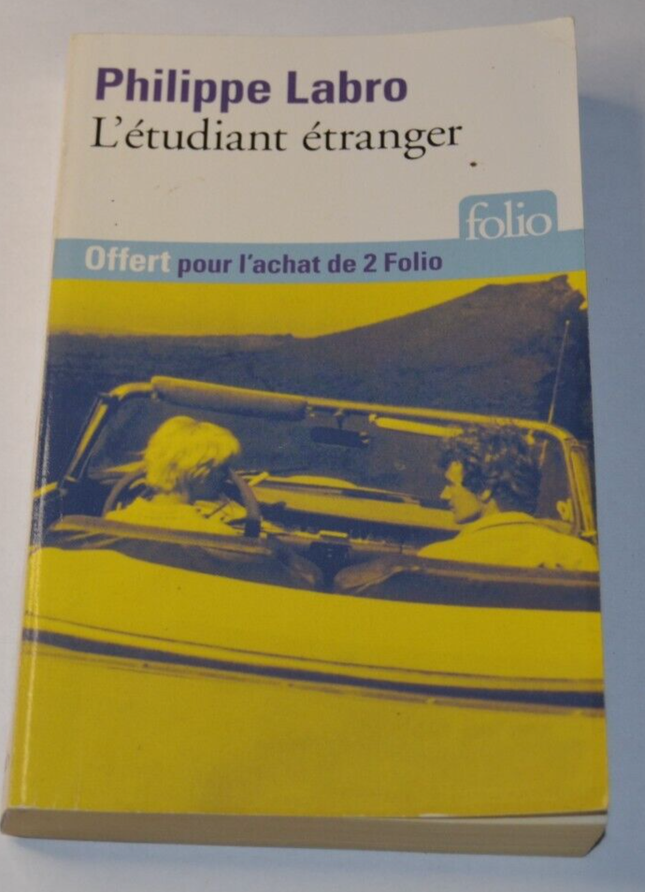 Philippe Labro
L'étudiant étranger
folio
Offert pour l'achat de 2 Folio